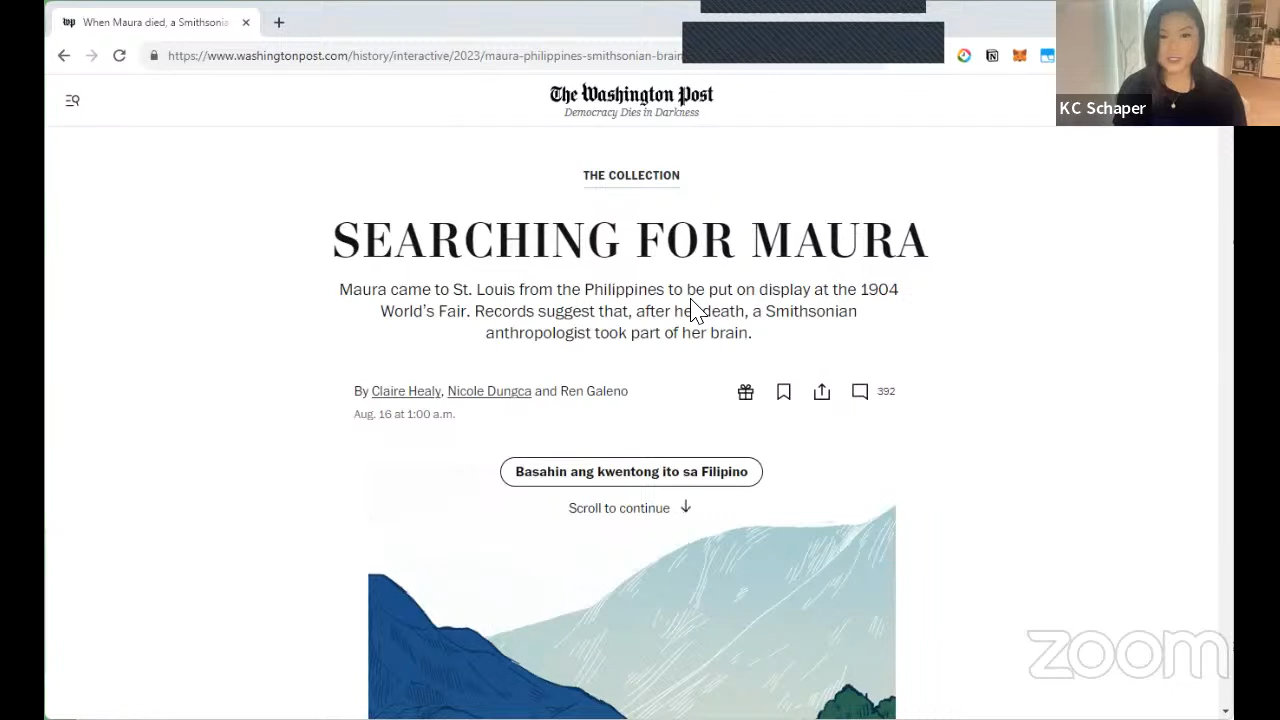 When Maura died, a Smithsonia
https://www.washingtonpost.com/history/interactive/2023/maura-philippines-smithsonian-brain
KC Schaper
The Washington Post
Democracy Dies in Darkness
THE COLLECTION
SEARCHING FOR MAURA
Maura came to St. Louis from the Philippines to be put on display at the 1904
World's Fair. Records suggest that, after her death, a Smithsonian
anthropologist took part of her brain.
By Claire Healy, Nicole Dungca and Ren Galeno
392
Aug. 16 at 1:00 a.m.
Basahin ang kwentong ito sa Filipino
Scroll to continue
zoom